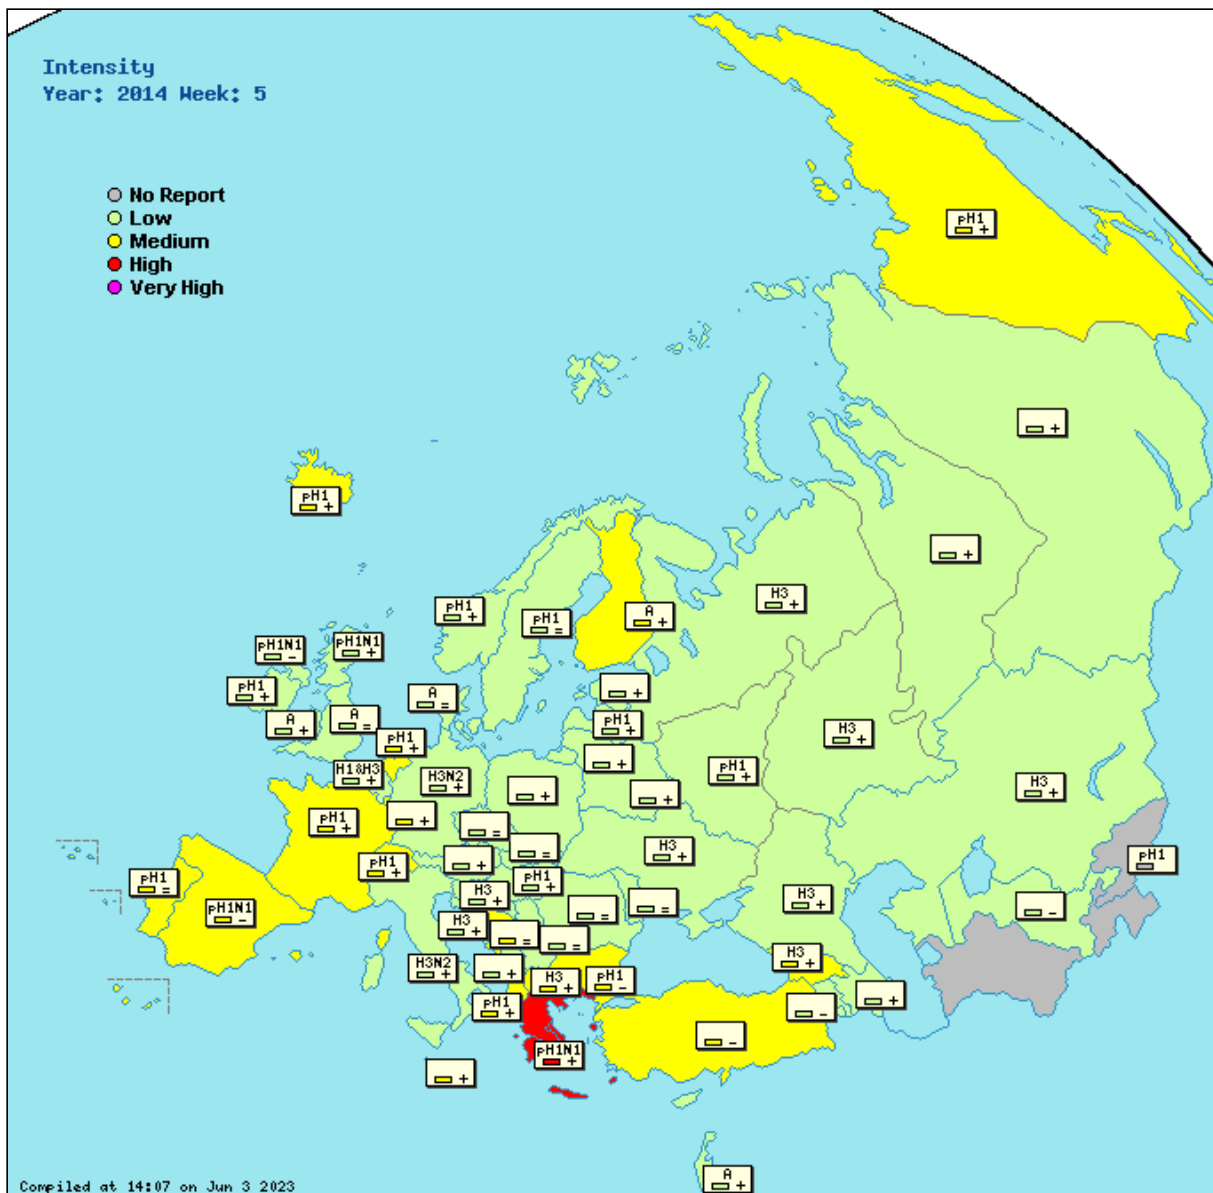 Intensity
Year: 2014 Week: 5
No Report
Low
Medium
High
Very High
pH1
+
+
pH1
+
+
H3
+
pH1
+
pH1
=
A
+
pH1N1
-
pH1N1
+
pH1
+
A
=
+
A
+
A
=
pH1
+
pH1
+
H3
+
+
pH1
+
H1&H3
+
H3N2
+
+
+
H3
+
pH1
+
+
=
=
H3
+
pH1
+
+
pH1
pH1
=
pH1N1
-
H3
+
pH1
+
=
=
H3
+
-
H3
+
=
=
H3N2
+
+
H3
+
pH1
-
H3
+
pH1
+
-
+
pH1N1
+
-
+
A
+
Compiled at 14:07 on Jun 3 2023